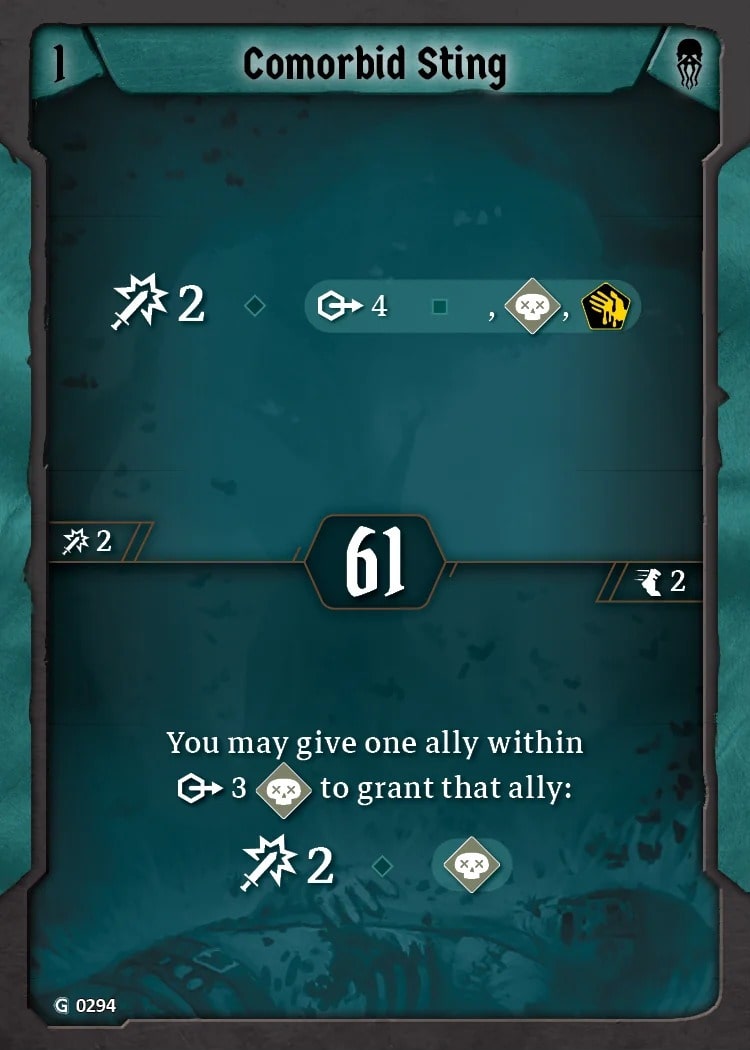 1 Comorbid Sting
2 4 , ,
2
61
2
You may give one ally within
3 to grant that ally:
2
G 0294